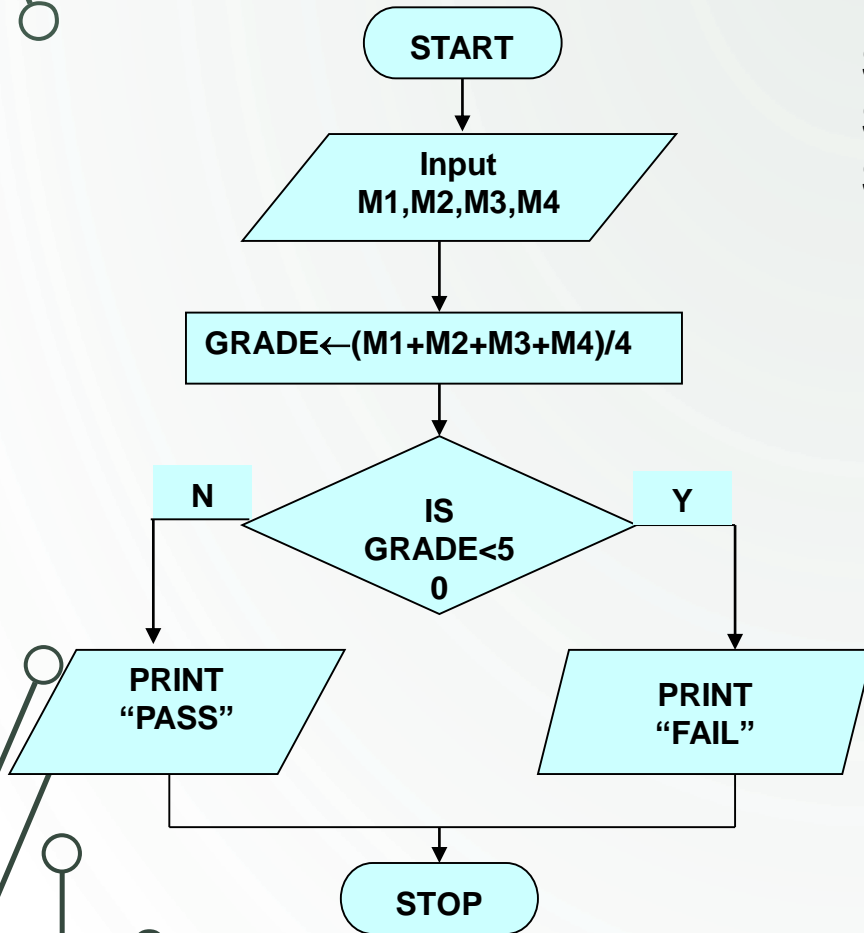 START
Input
M1,M2,M3,M4
GRADE←(M1+M2+M3+M4)/4
N
IS
GRADE<5
0
Y
PRINT
“PASS”
PRINT
“FAIL”
STOP